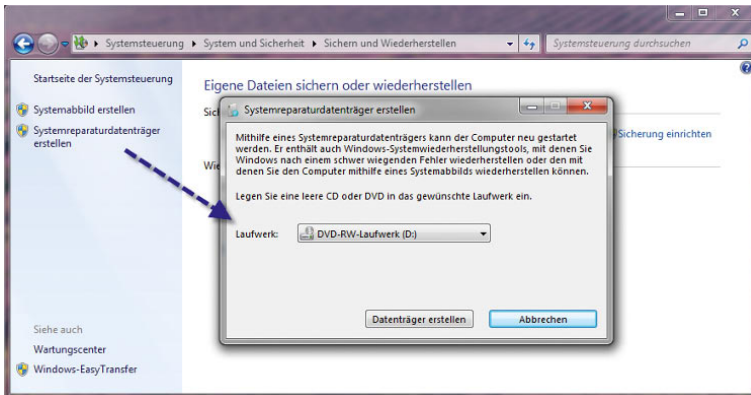 Systemsteuerung ▸ System und Sicherheit ▸ Sichern und Wiederherstellen
Systemsteuerung durchsuchen
Startseite der Systemsteuerung
Systemabbild erstellen
Systemreparaturdatenträger
erstellen
Siehe auch
Wartungscenter
Windows-EasyTransfer
Eigene Dateien sichern oder wiederherstellen
Sic
Wie
Sicherung einrichten
Systemreparaturdatenträger erstellen
Mithilfe eines Systemreparaturdatenträgers kann der Computer neu gestartet
werden. Er enthält auch Windows-Systemwiederherstellungstools, mit denen Sie
Windows nach einem schwer wiegenden Fehler wiederherstellen oder den mit
denen Sie den Computer mithilfe eines Systemabbilds wiederherstellen können.
Legen Sie eine leere CD oder DVD in das gewünschte Laufwerk ein.
Laufwerk: DVD-RW-Laufwerk (D:)
Datenträger erstellen Abbrechen